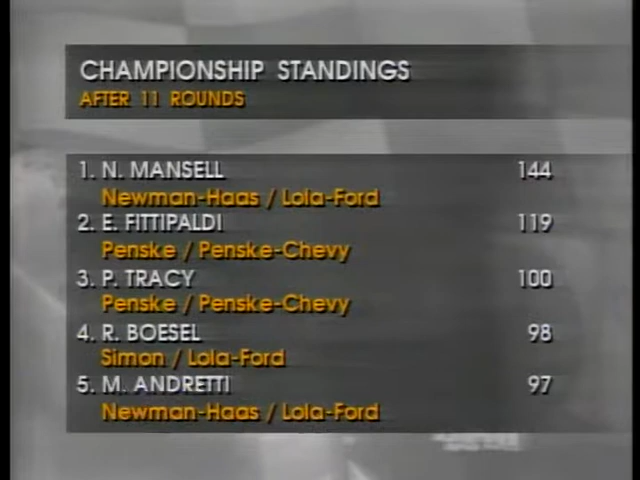 CHAMPIONSHIP STANDINGS
AFTER 11 ROUNDS
1. N. MANSELL 144
Newman-Haas / Lola-Ford
2. E. FITTIPALDI 119
Penske / Penske-Chevy
3. P. TRACY 100
Penske / Penske-Chevy
4. R. BOESEL 98
Simon / Lola-Ford
5. M. ANDRETTI 97
Newman-Haas / Lola-Ford